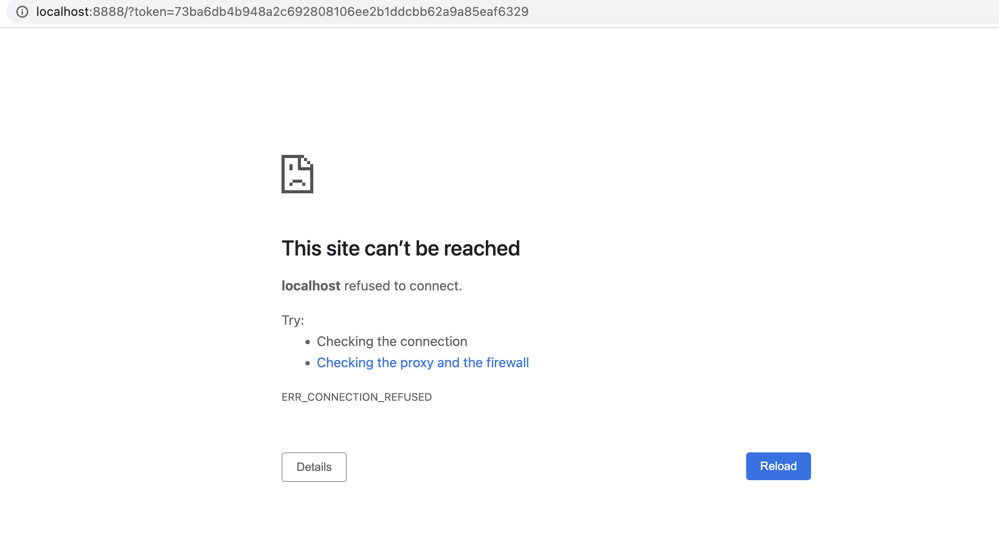 localhost:8888/?token=73ba6db4b948a2c692808106ee2b1ddcbb62a9a85eaf6329
This site can’t be reached
localhost refused to connect.
Try:
• Checking the connection
• Checking the proxy and the firewall
ERR_CONNECTION_REFUSED
Details
Reload